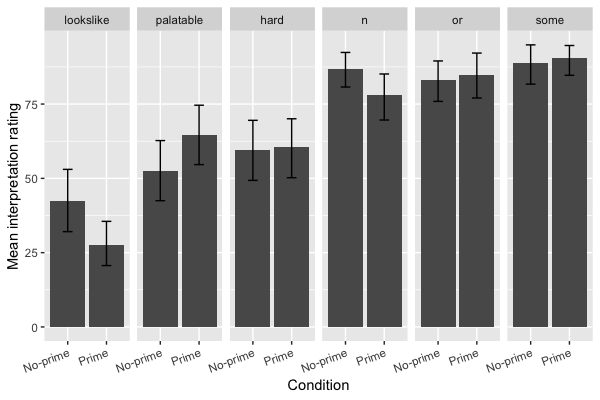 lookslike palatable hard n or some
Mean interpretation rating
75
50
25
0
No-prime Prime No-prime Prime No-prime Prime No-prime Prime No-prime Prime No-prime Prime
Condition